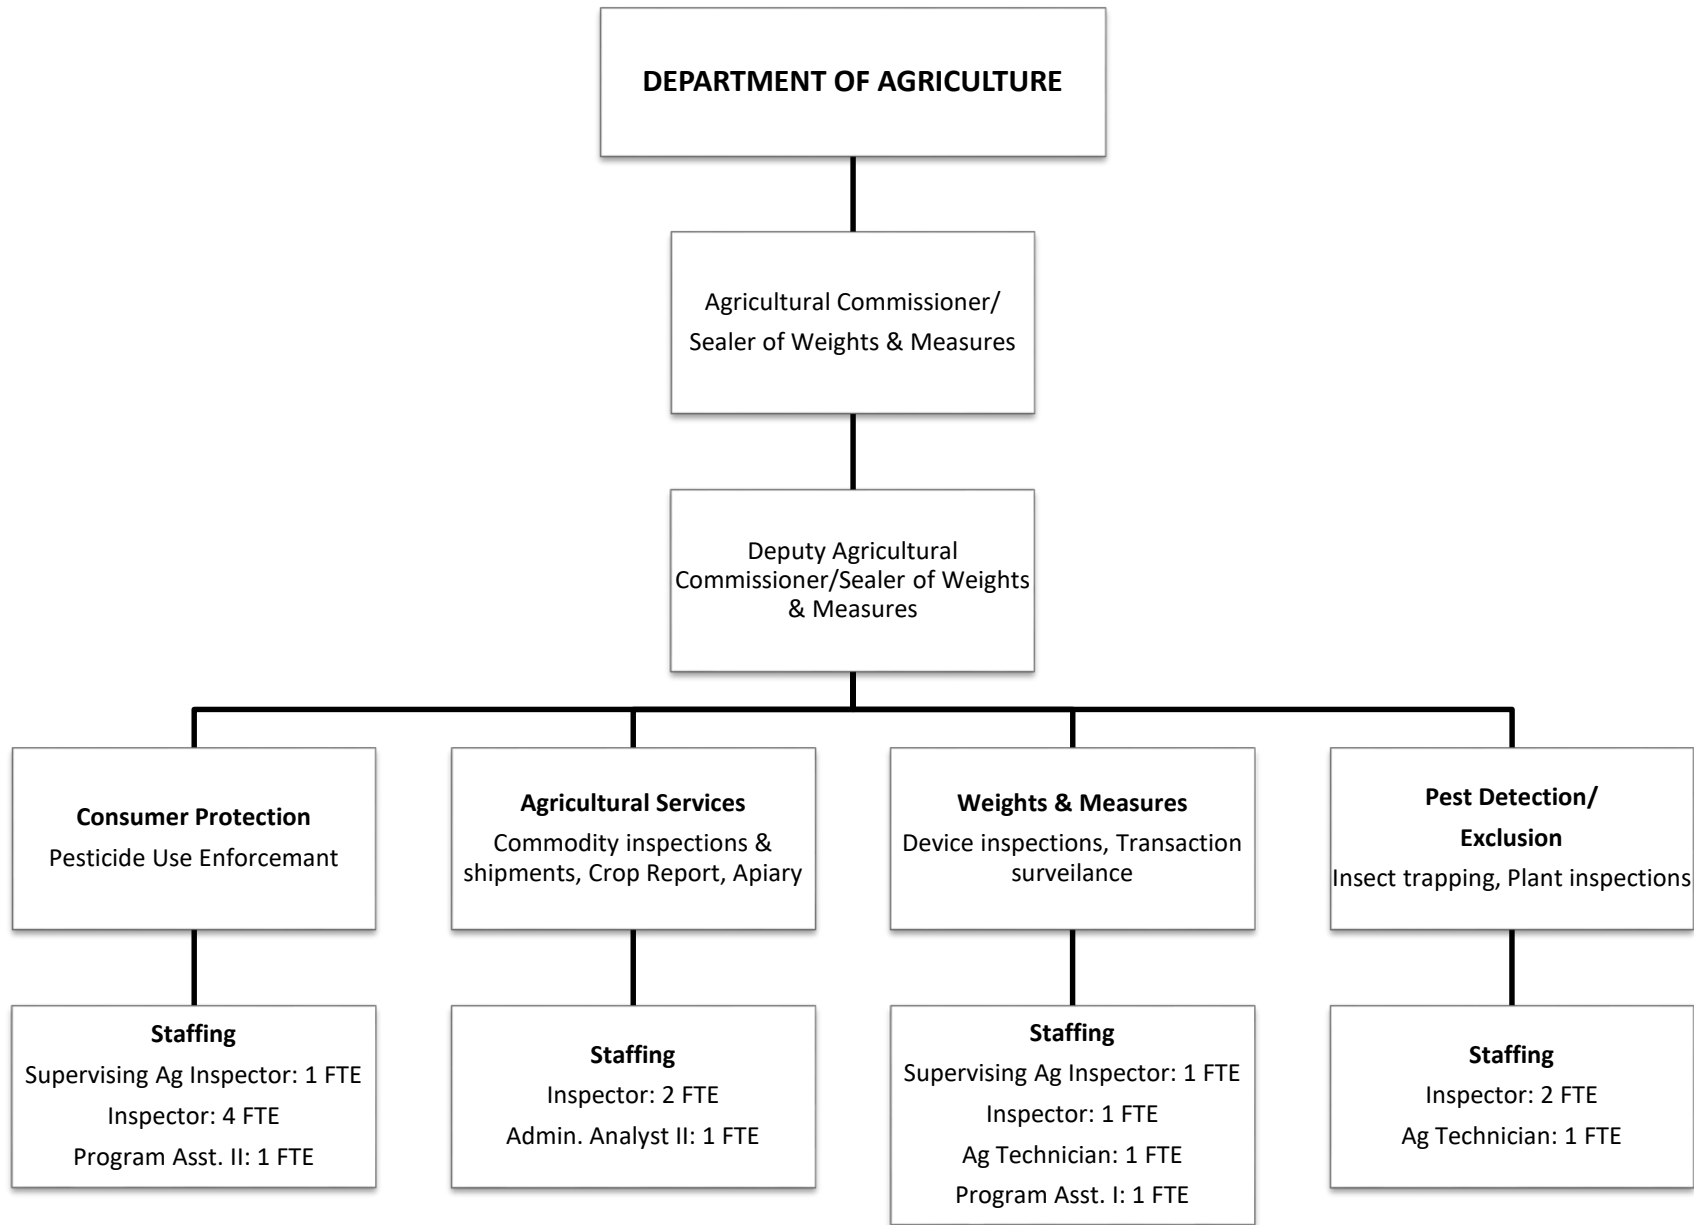 DEPARTMENT OF AGRICULTURE
Agricultural Commissioner/
Sealer of Weights & Measures
Deputy Agricultural
Commissioner/Sealer of Weights
& Measures
Consumer Protection
Pesticide Use Enforcemant
Agricultural Services
Commodity inspections &
shipments, Crop Report, Apiary
Weights & Measures
Device inspections, Transaction
surveilance
Pest Detection/
Exclusion
Insect trapping, Plant inspections
Staffing
Supervising Ag Inspector: 1 FTE
Inspector: 4 FTE
Program Asst. II: 1 FTE
Staffing
Inspector: 2 FTE
Admin. Analyst II: 1 FTE
Staffing
Supervising Ag Inspector: 1 FTE
Inspector: 1 FTE
Ag Technician: 1 FTE
Program Asst. I: 1 FTE
Staffing
Inspector: 2 FTE
Ag Technician: 1 FTE